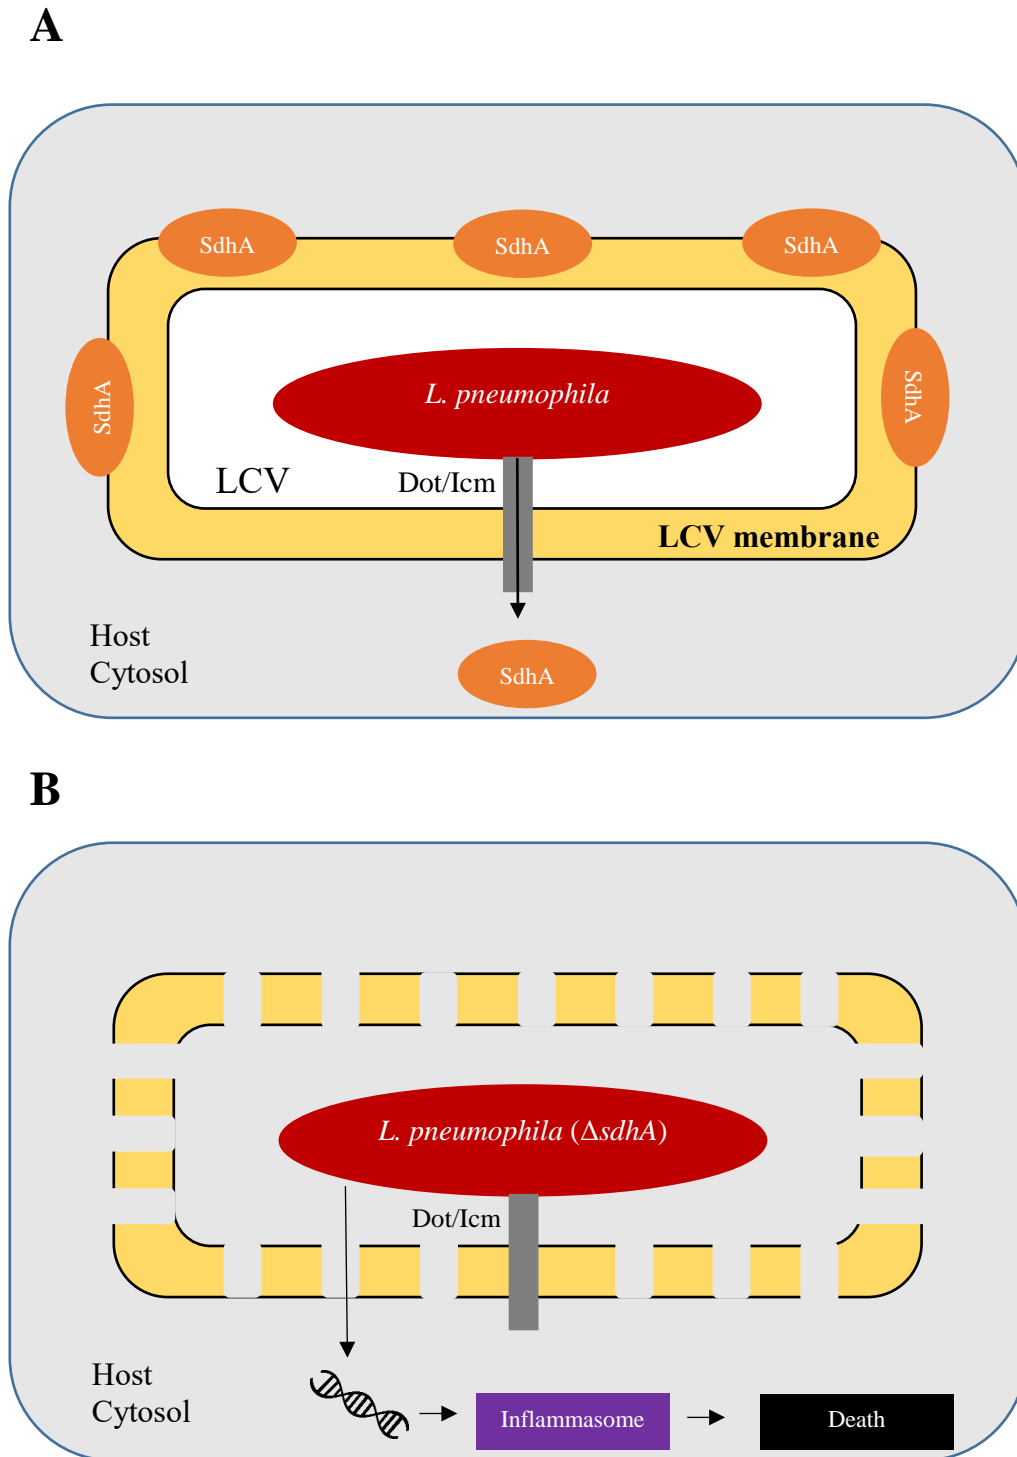 A
SdhA
SdhA
SdhA
SdhA
SdhA
L. pneumophila
LCV
Dot/Icm
LCV membrane
Host
Cytosol
SdhA
B
L. pneumophila (ΔsdhA)
Dot/Icm
Host
Cytosol
Inflammasome
Death